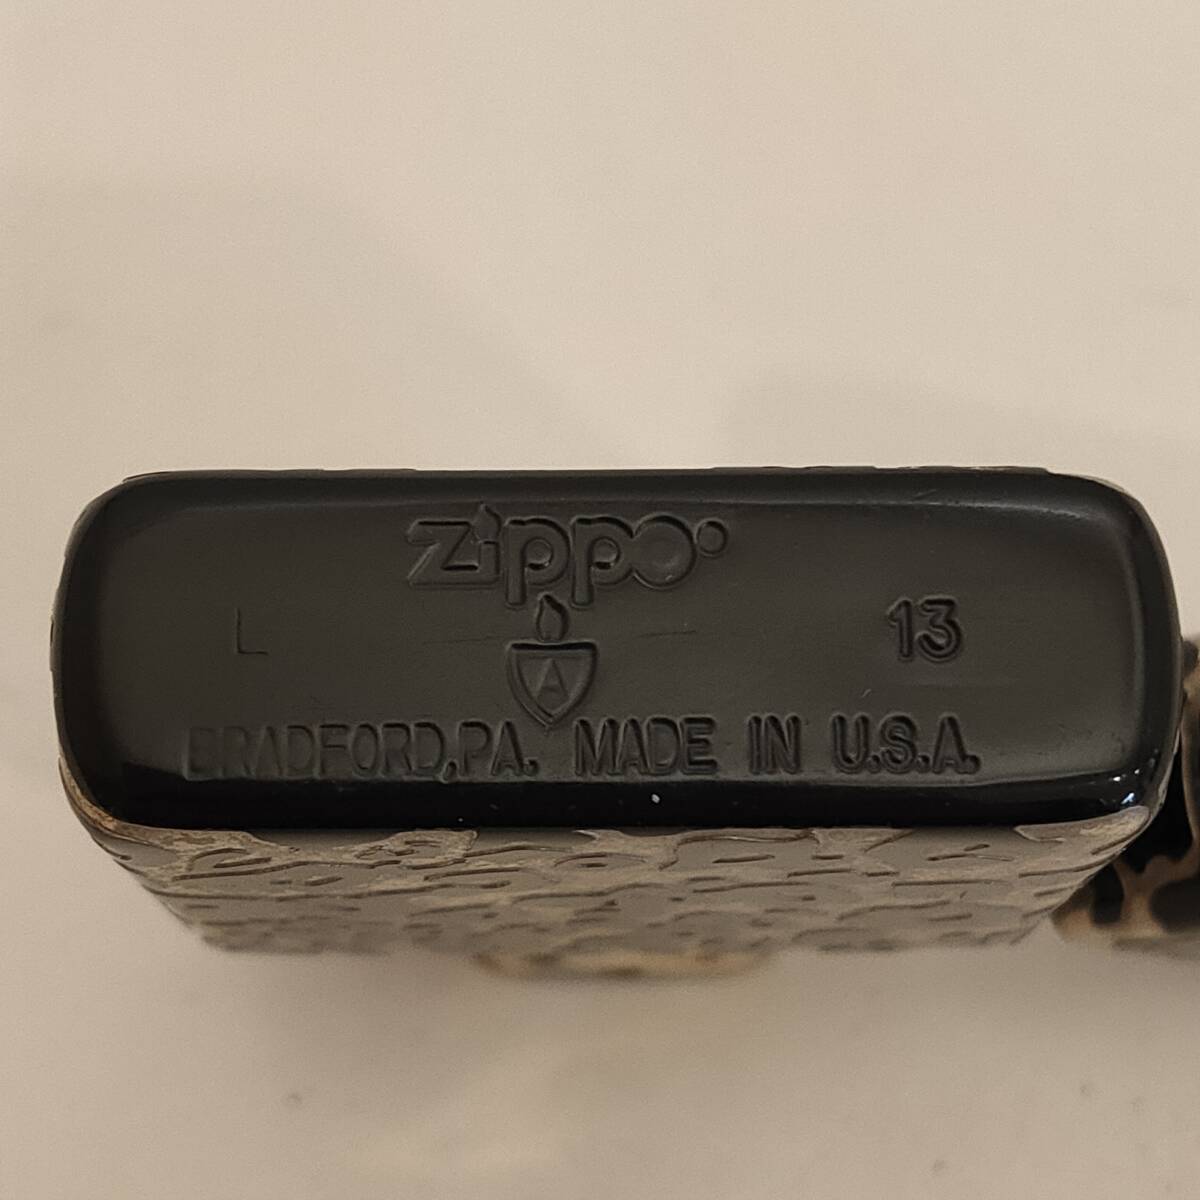 zippo
L 13
A
BRADFORD,PA. MADE IN U.S.A.